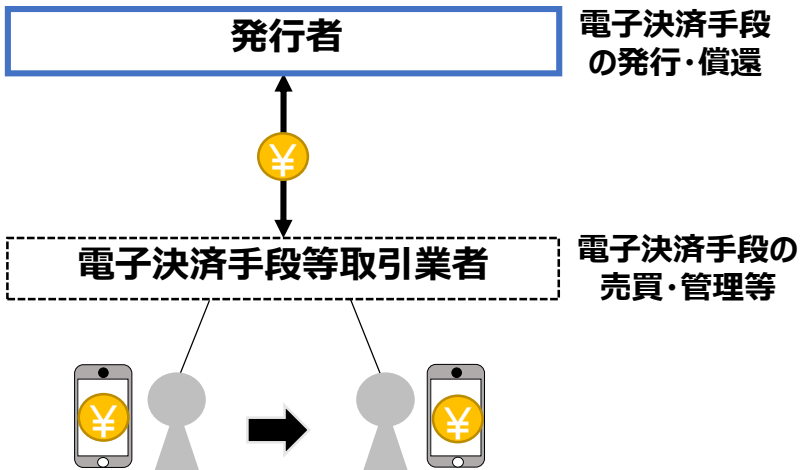 発行者
電子決済手段
の発行･償還
¥
電子決済手段等取引業者
電子決済手段の
売買･管理等
¥
¥